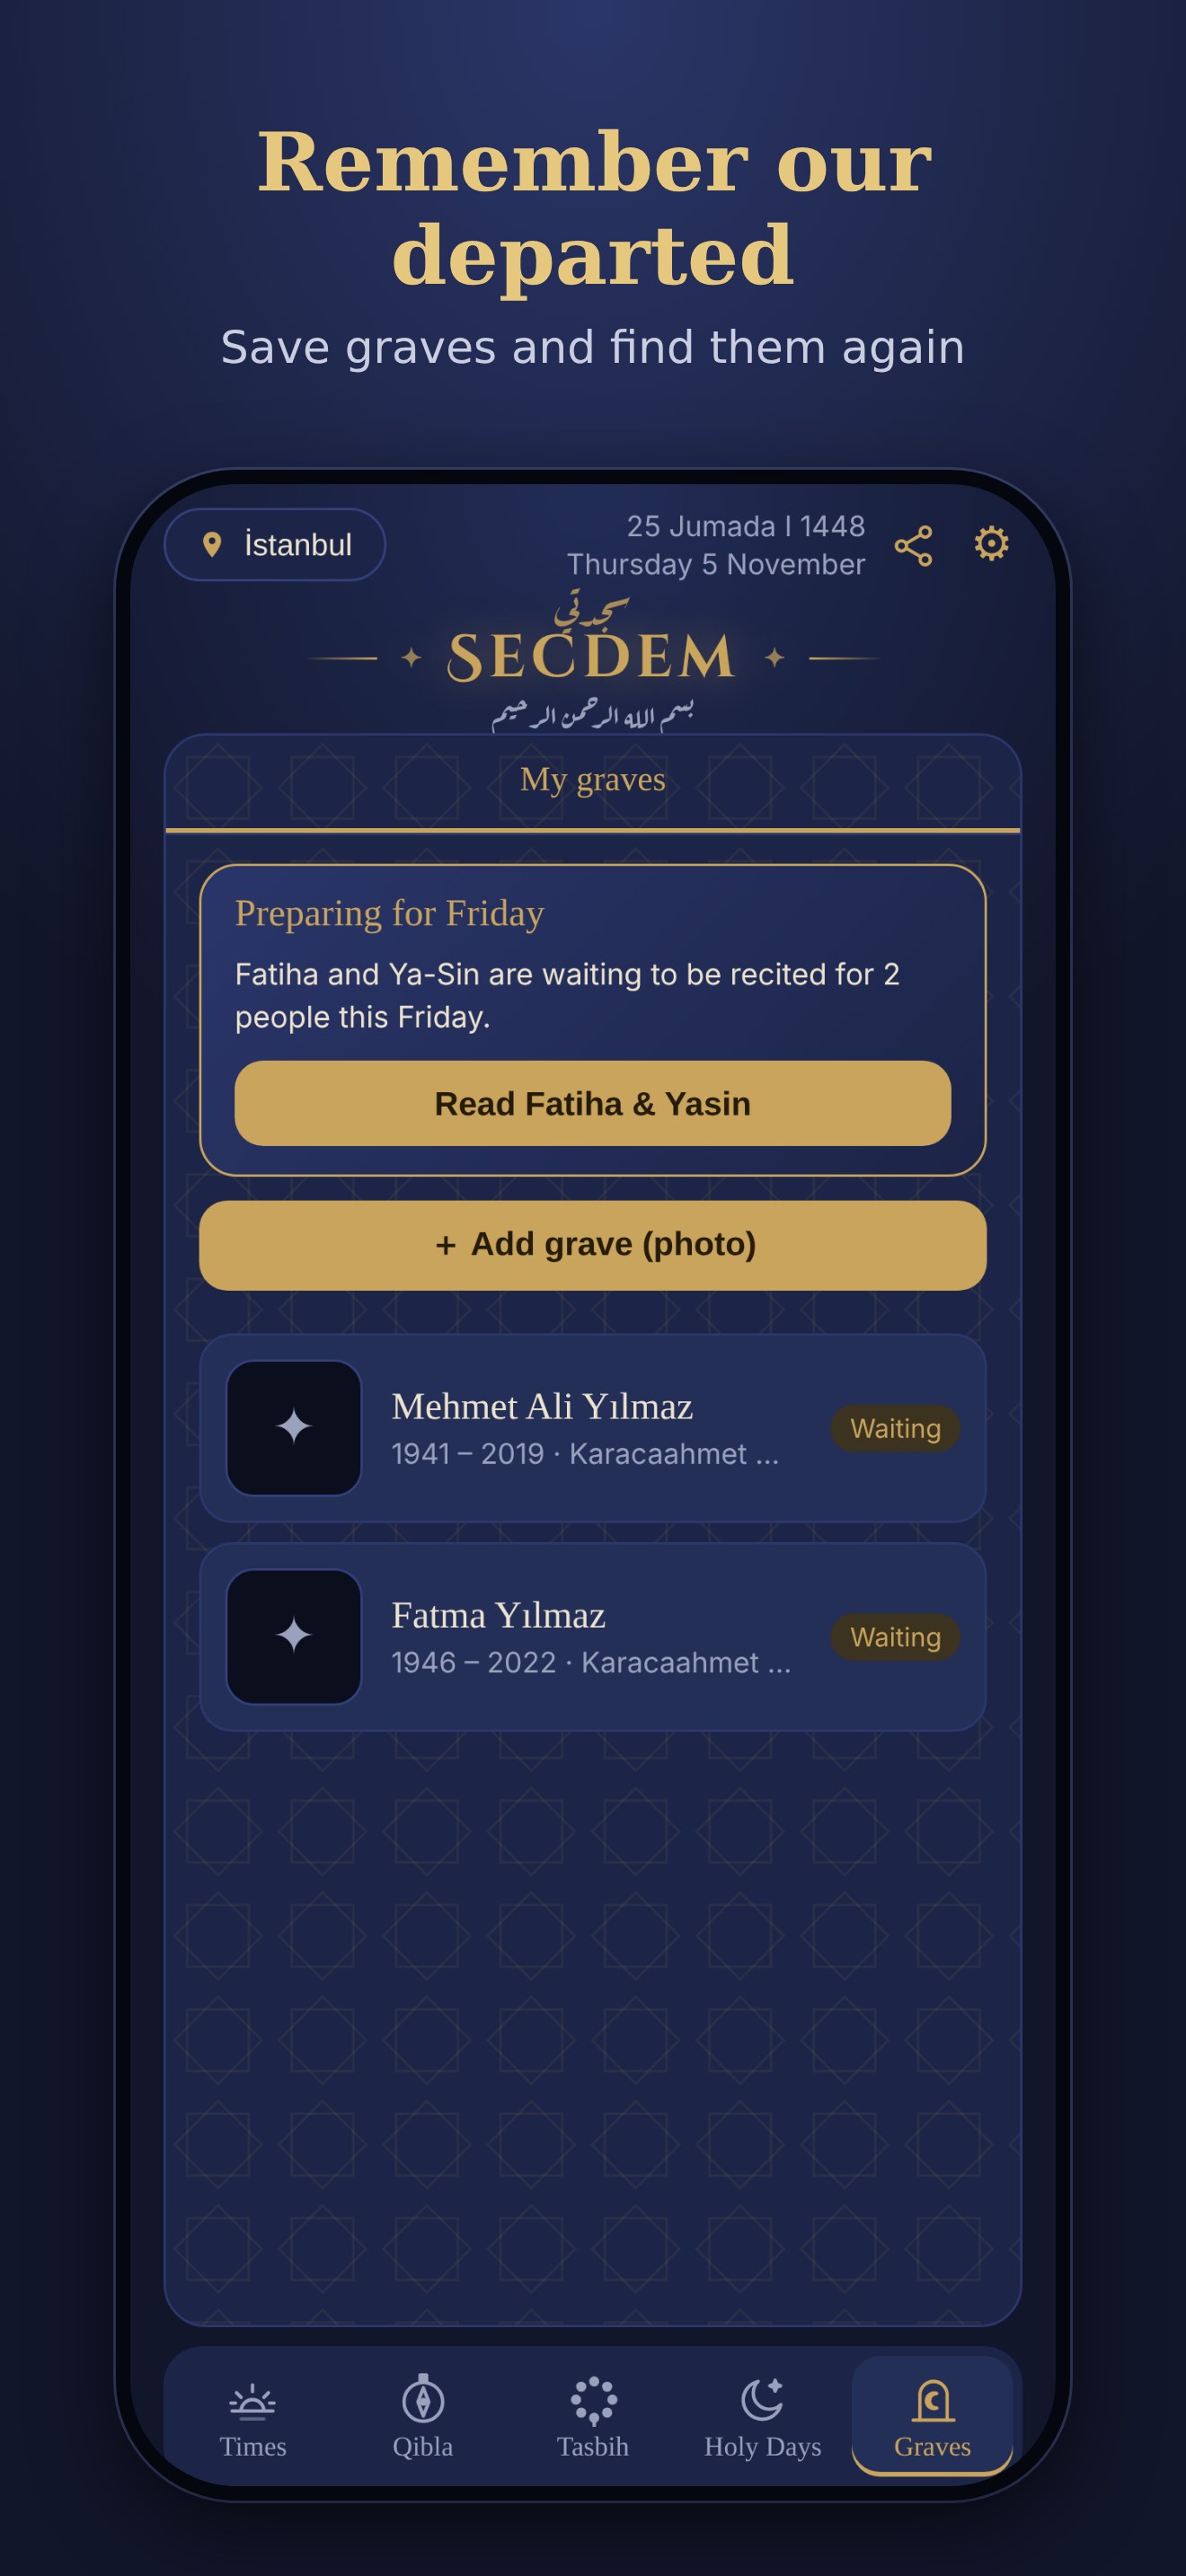 Remember our
departed
Save graves and find them again
İstanbul
25 Jumada I 1448
Thursday 5 November
سجدتي
SECDEM
بسم الله الرحمن الرحيم
My graves
Preparing for Friday
Fatiha and Ya-Sin are waiting to be recited for 2
people this Friday.
Read Fatiha & Yasin
+ Add grave (photo)
Mehmet Ali Yılmaz
1941 – 2019 · Karacaahmet ...
Waiting
Fatma Yılmaz
1946 – 2022 · Karacaahmet ...
Waiting
Times
Qibla
Tasbih
Holy Days
Graves